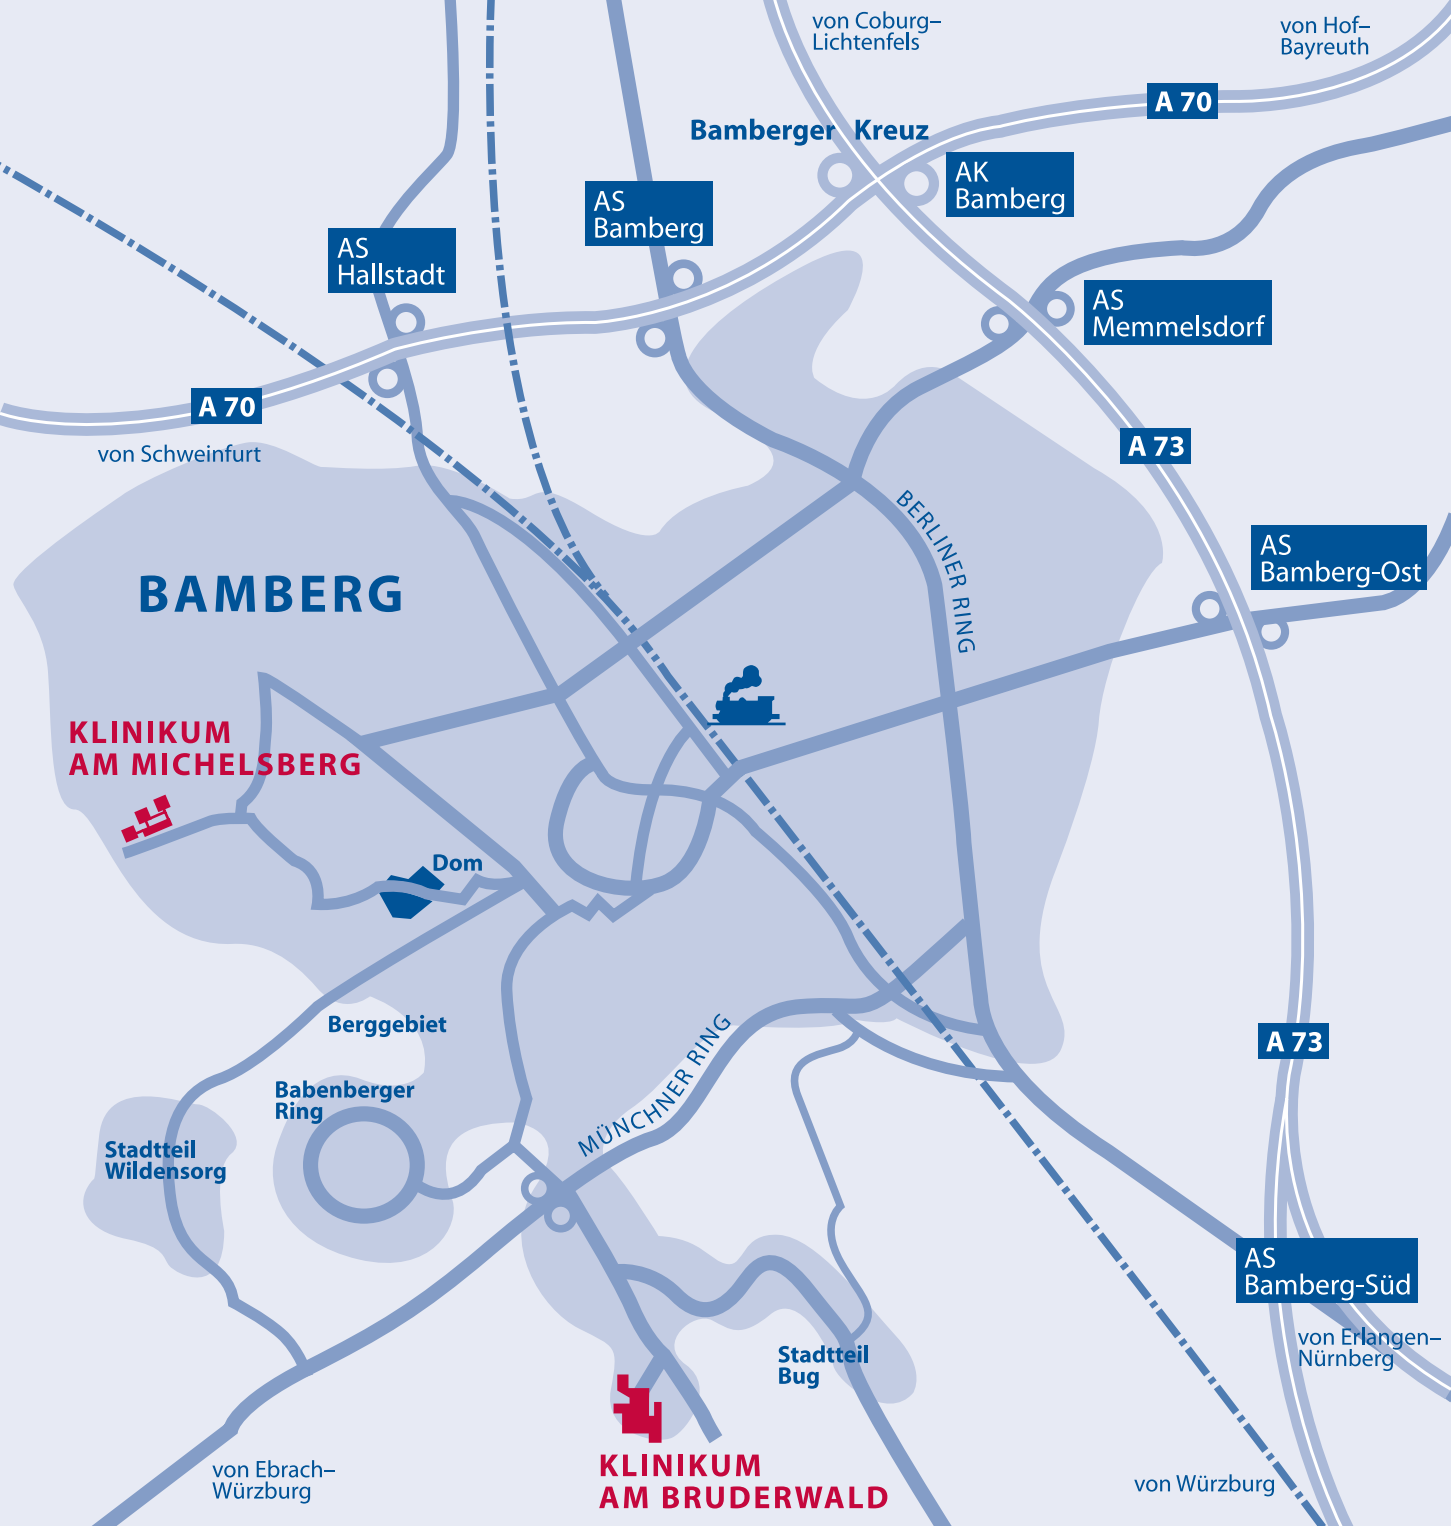 von Coburg–
Lichtenfels
von Hof–
Bayreuth
A 70
Bamberger Kreuz
AK
Bamberg
AS
Bamberg
AS
Hallstadt
AS
Memmelsdorf
A 70
von Schweinfurt
A 73
BERLINER RING
AS
Bamberg-Ost
BAMBERG
KLINIKUM
AM MICHELSBERG
Dom
Berggebiet
MÜNCHNER RING
A 73
Babenberger
Ring
Stadtteil
Wildensorg
AS
Bamberg-Süd
von Erlangen–
Nürnberg
Stadtteil
Bug
KLINIKUM
AM BRUDERWALD
von Ebrach–
Würzburg
von Würzburg